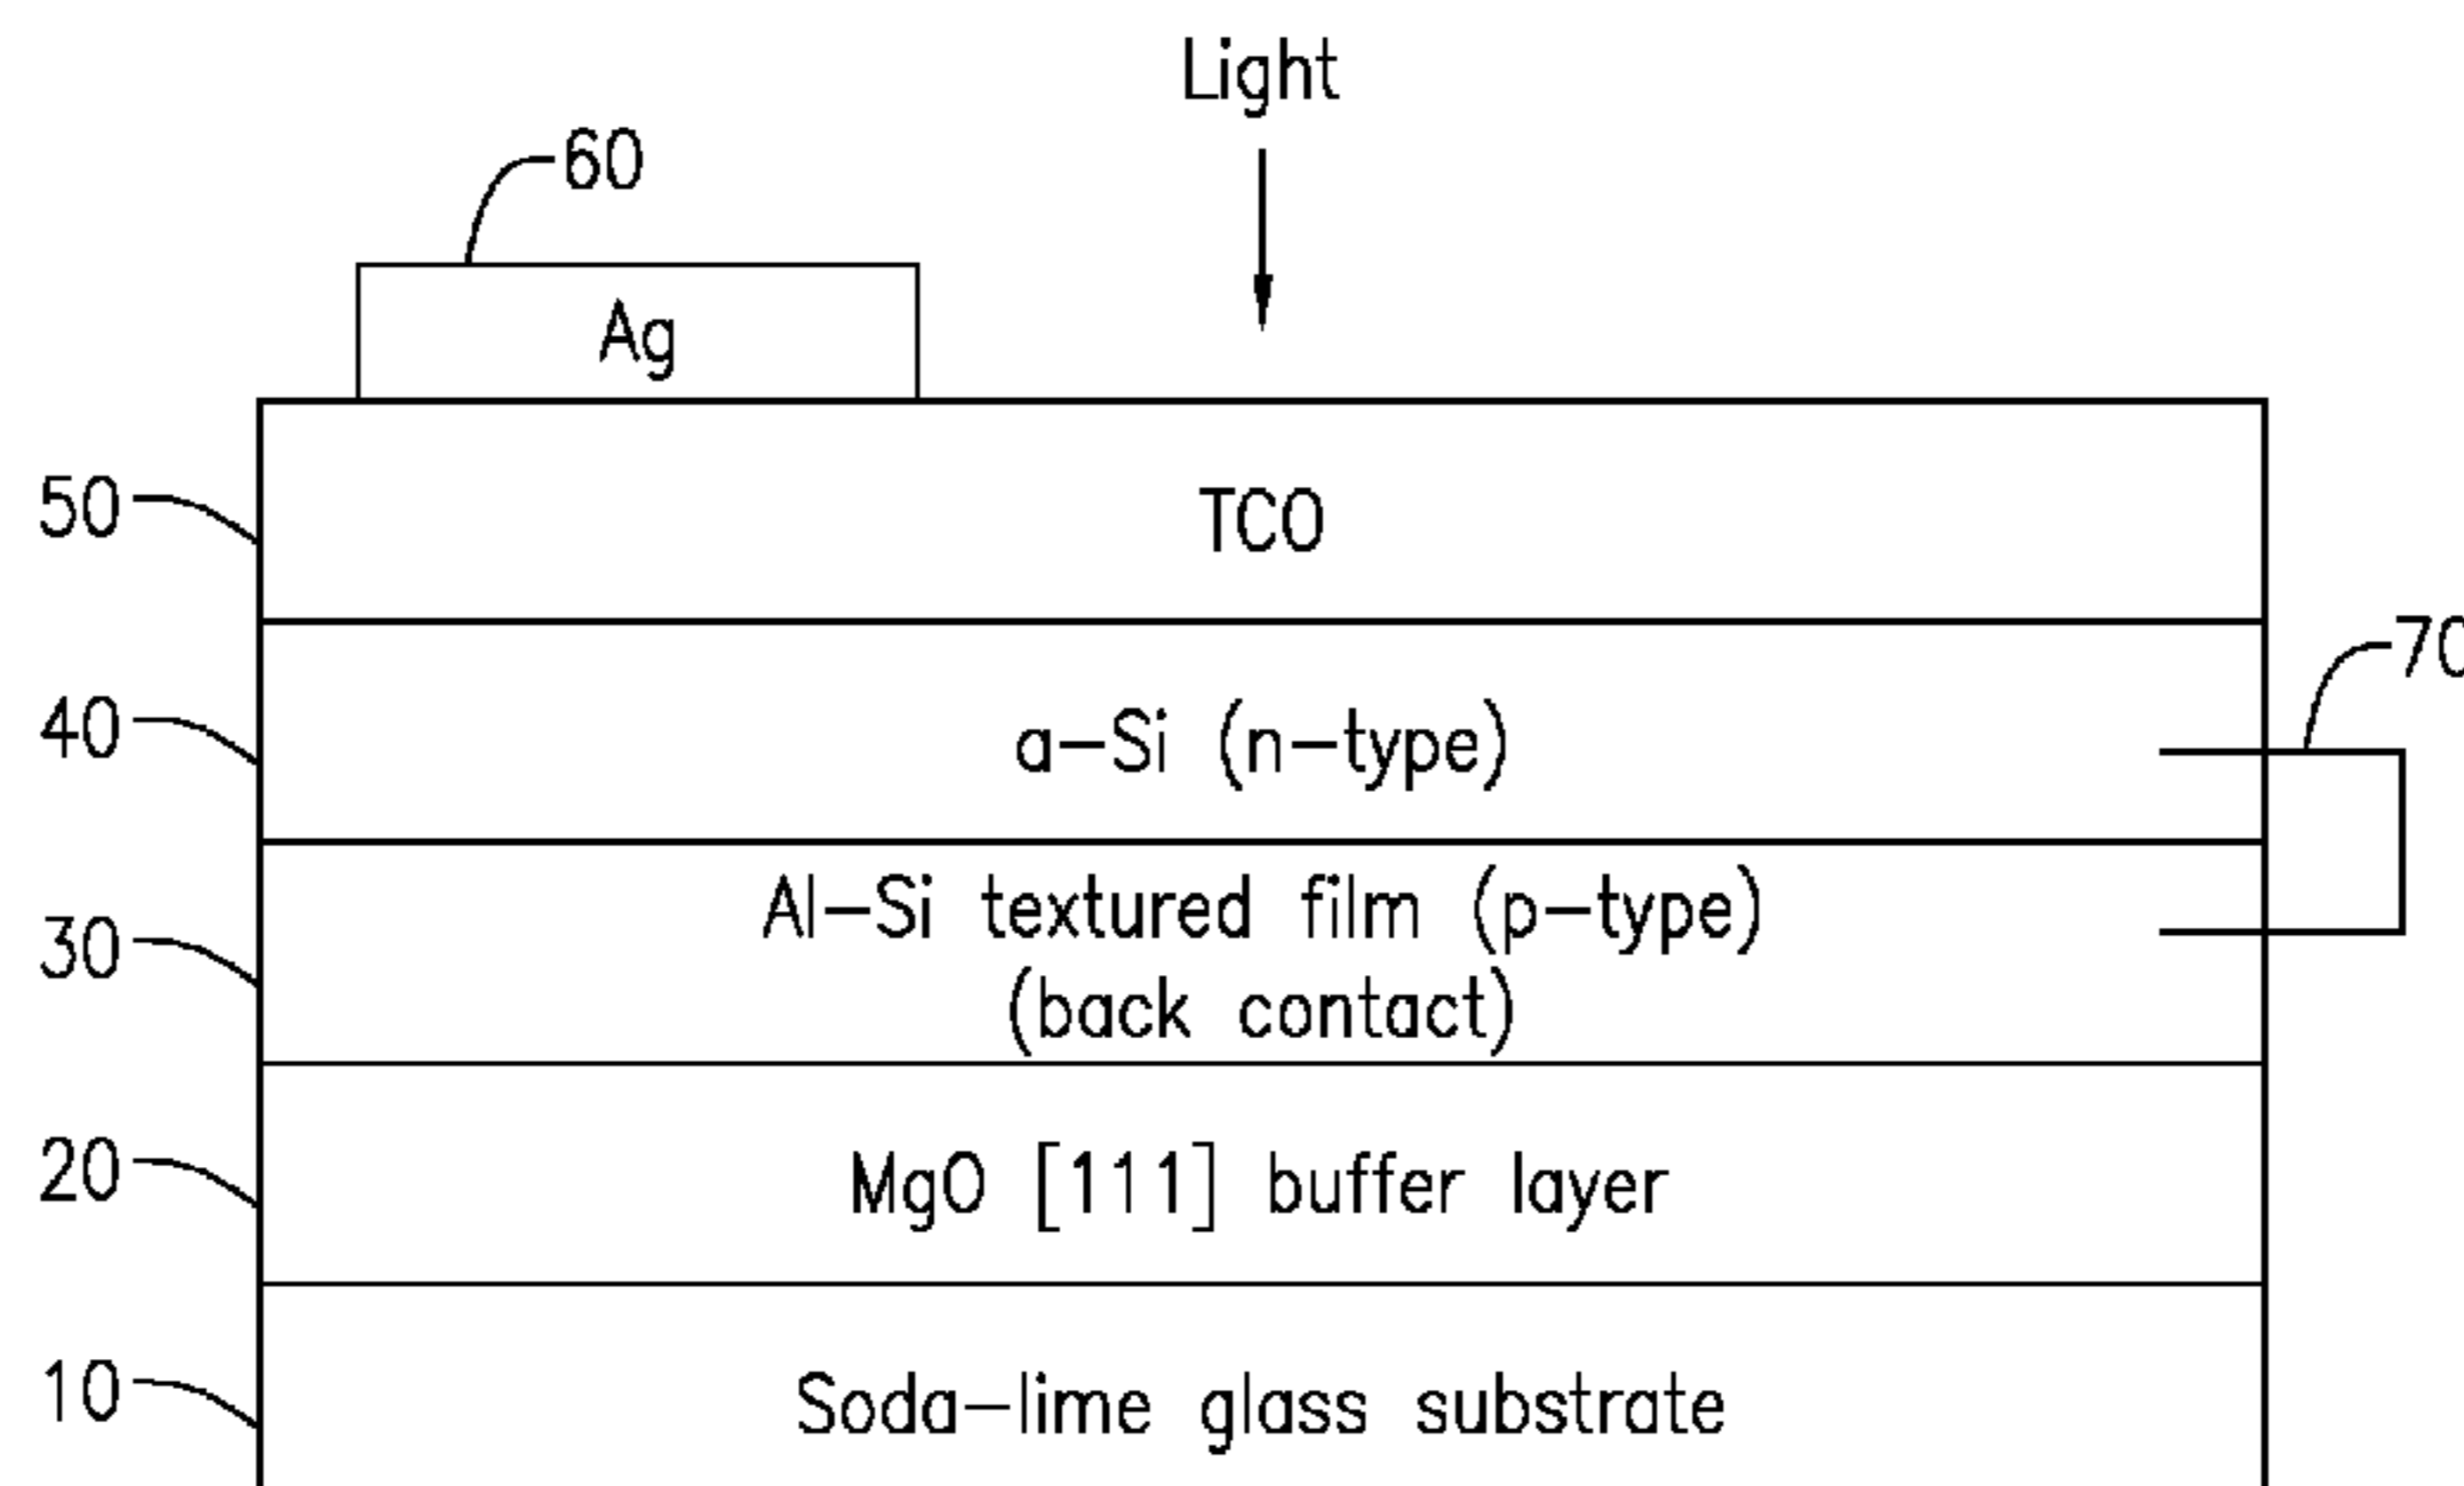 Light
60
Ag
50
TCO
70
40
a-Si (n-type)
Al-Si textured film (p-type)
30
(back contact)
20
MgO [111] buffer layer
10
Soda-lime glass substrate